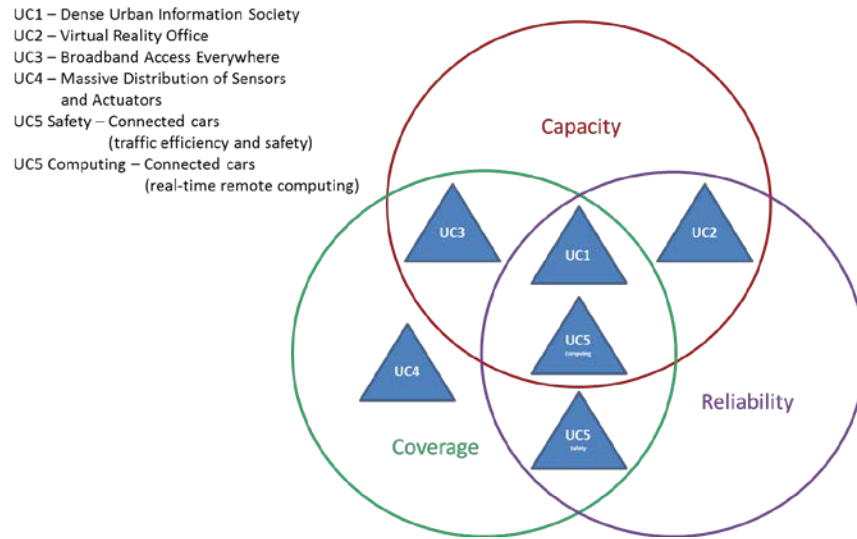 UC1 – Dense Urban Information Society
UC2 – Virtual Reality Office
UC3 – Broadband Access Everywhere
UC4 – Massive Distribution of Sensors
and Actuators
UC5 Safety – Connected cars
(traffic efficiency and safety)
UC5 Computing – Connected cars
(real-time remote computing)
Capacity
UC3
UC1
UC2
UC5
Computing
UC4
Reliability
Coverage
UC5
Safety